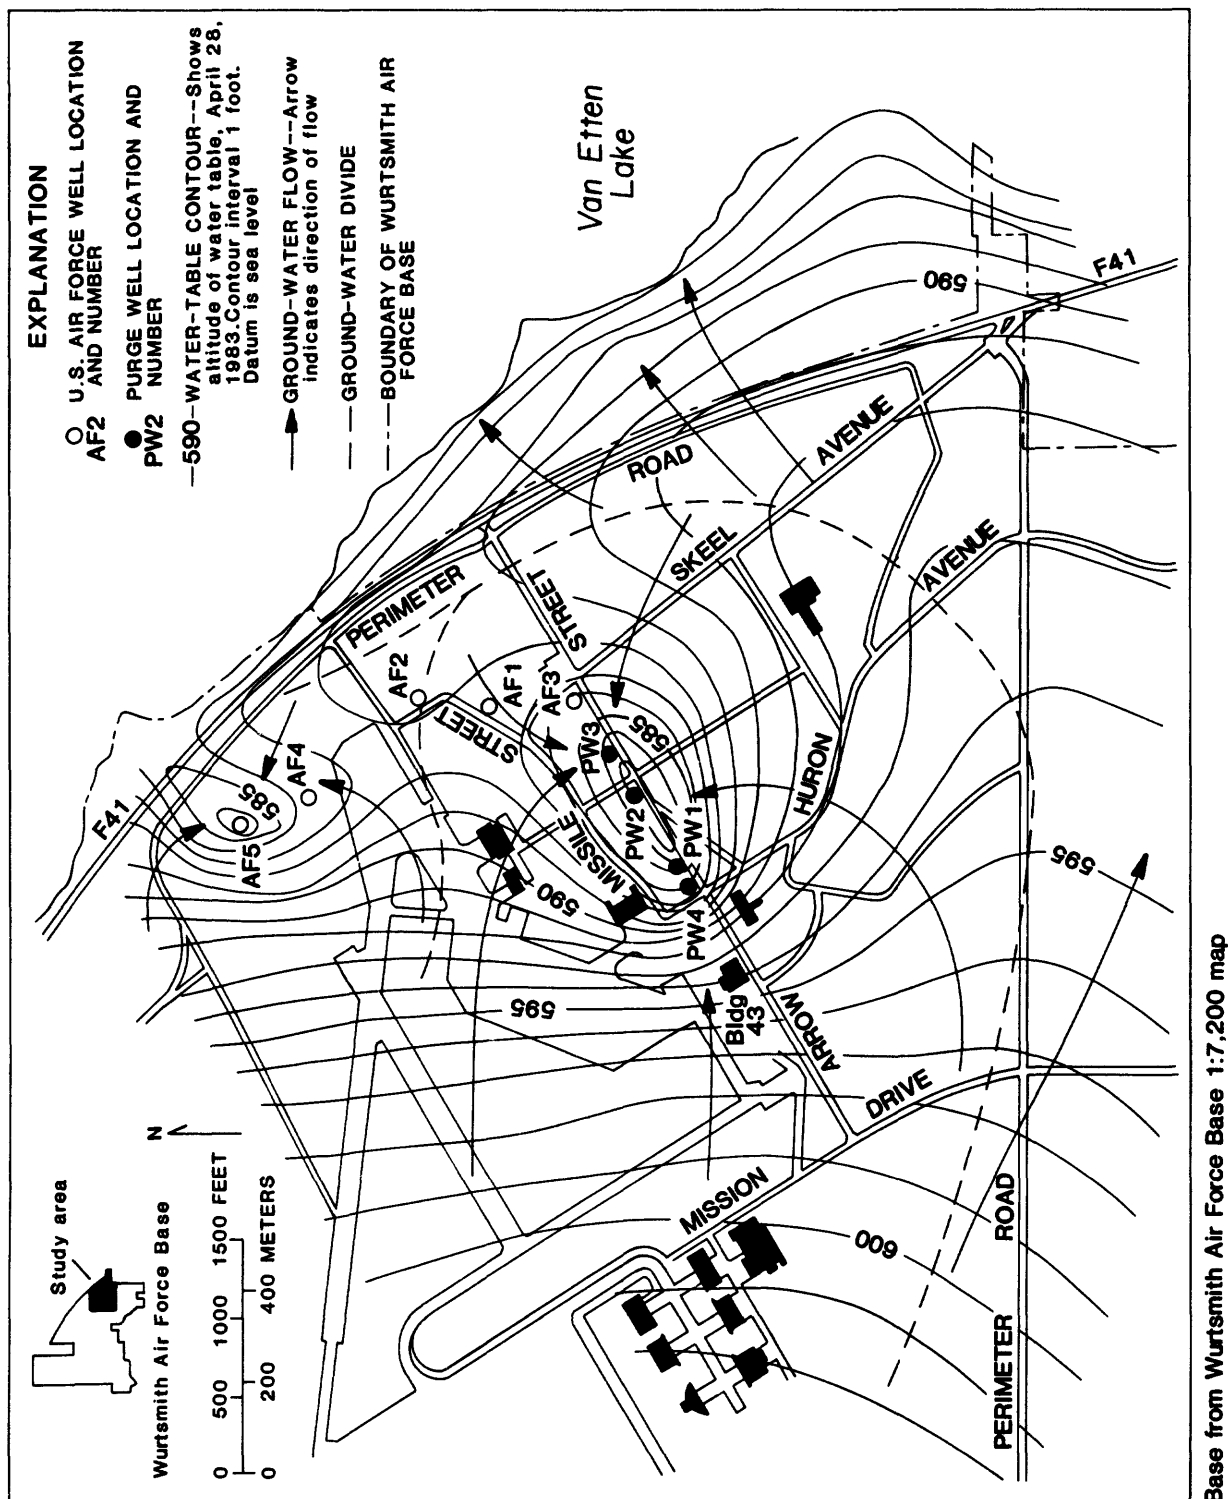 EXPLANATION
AF2
U.S. AIR FORCE WELL LOCATION
AND NUMBER
PW2
PURGE WELL LOCATION AND
NUMBER
—590—WATER-TABLE CONTOUR--Shows
altitude of water table, April 28,
1983.Contour interval 1 foot.
Datum is sea level
GROUND-WATER FLOW--Arrow
indicates direction of flow
GROUND-WATER DIVIDE
BOUNDARY OF WURTSMITH AIR
FORCE BASE
Study area
Wurtsmith Air Force Base
N
0 500 1000 1500 FEET
0 200 400 METERS
Van Etten
Lake
F41
AF5
585
AF4
PERIMETER
ROAD
AF2
STREET
AF1
STREET
AF3
SKEEL
AVENUE
F41
590
AVENUE
PW3
585
PW2
MISSILE
PW1
HURON
590
PW4
595
595
Bldg
43
ARROW
DRIVE
MISSION
600
PERIMETER
ROAD
Base from Wurtsmith Air Force Base 1:7,200 map